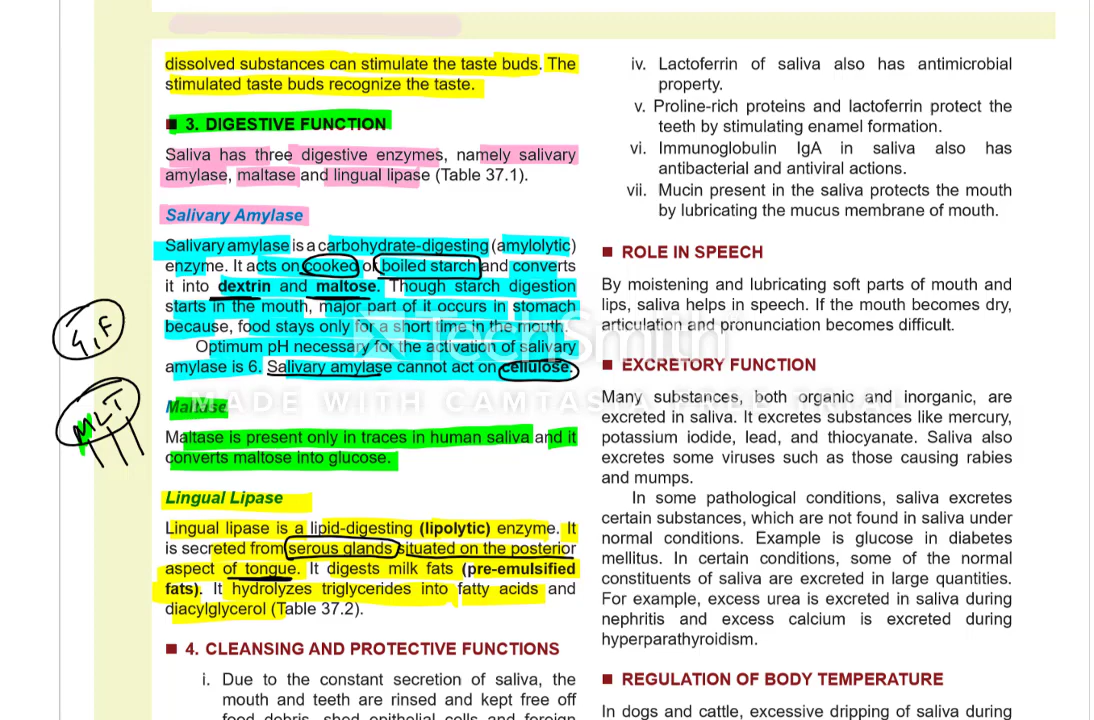 dissolved substances can stimulate the taste buds. The
stimulated taste buds recognize the taste.
■ 3. DIGESTIVE FUNCTION
Saliva has three digestive enzymes, namely salivary
amylase, maltase and lingual lipase (Table 37.1).
Salivary Amylase
Salivary amylase is a carbohydrate-digesting (amylolytic)
enzyme. It acts on cooked or boiled starch and converts
it into dextrin and maltose. Though starch digestion
starts in the mouth, major part of it occurs in stomach
because, food stays only for a short time in the mouth.
Optimum pH necessary for the activation of salivary
amylase is 6. Salivary amylase cannot act on cellulose.
Maltase
Maltase is present only in traces in human saliva and it
converts maltose into glucose.
Lingual Lipase
Lingual lipase is a lipid-digesting (lipolytic) enzyme. It
is secreted from serous glands situated on the posterior
aspect of tongue. It digests milk fats (pre-emulsified
fats). It hydrolyzes triglycerides into fatty acids and
diacylglycerol (Table 37.2).
■ 4. CLEANSING AND PROTECTIVE FUNCTIONS
i. Due to the constant secretion of saliva, the
mouth and teeth are rinsed and kept free off
food debris, shed epithelial cells and foreign
iv. Lactoferrin of saliva also has antimicrobial
property.
v. Proline-rich proteins and lactoferrin protect the
teeth by stimulating enamel formation.
vi. Immunoglobulin IgA in saliva also has
antibacterial and antiviral actions.
vii. Mucin present in the saliva protects the mouth
by lubricating the mucus membrane of mouth.
■ ROLE IN SPEECH
By moistening and lubricating soft parts of mouth and
lips, saliva helps in speech. If the mouth becomes dry,
articulation and pronunciation becomes difficult.
■ EXCRETORY FUNCTION
Many substances, both organic and inorganic, are
excreted in saliva. It excretes substances like mercury,
potassium iodide, lead, and thiocyanate. Saliva also
excretes some viruses such as those causing rabies
and mumps.
In some pathological conditions, saliva excretes
certain substances, which are not found in saliva under
normal conditions. Example is glucose in diabetes
mellitus. In certain conditions, some of the normal
constituents of saliva are excreted in large quantities.
For example, excess urea is excreted in saliva during
nephritis and excess calcium is excreted during
hyperparathyroidism.
■ REGULATION OF BODY TEMPERATURE
In dogs and cattle, excessive dripping of saliva during
MLT
TechSmith
MADE WITH CAMTASIA FREE TRIAL